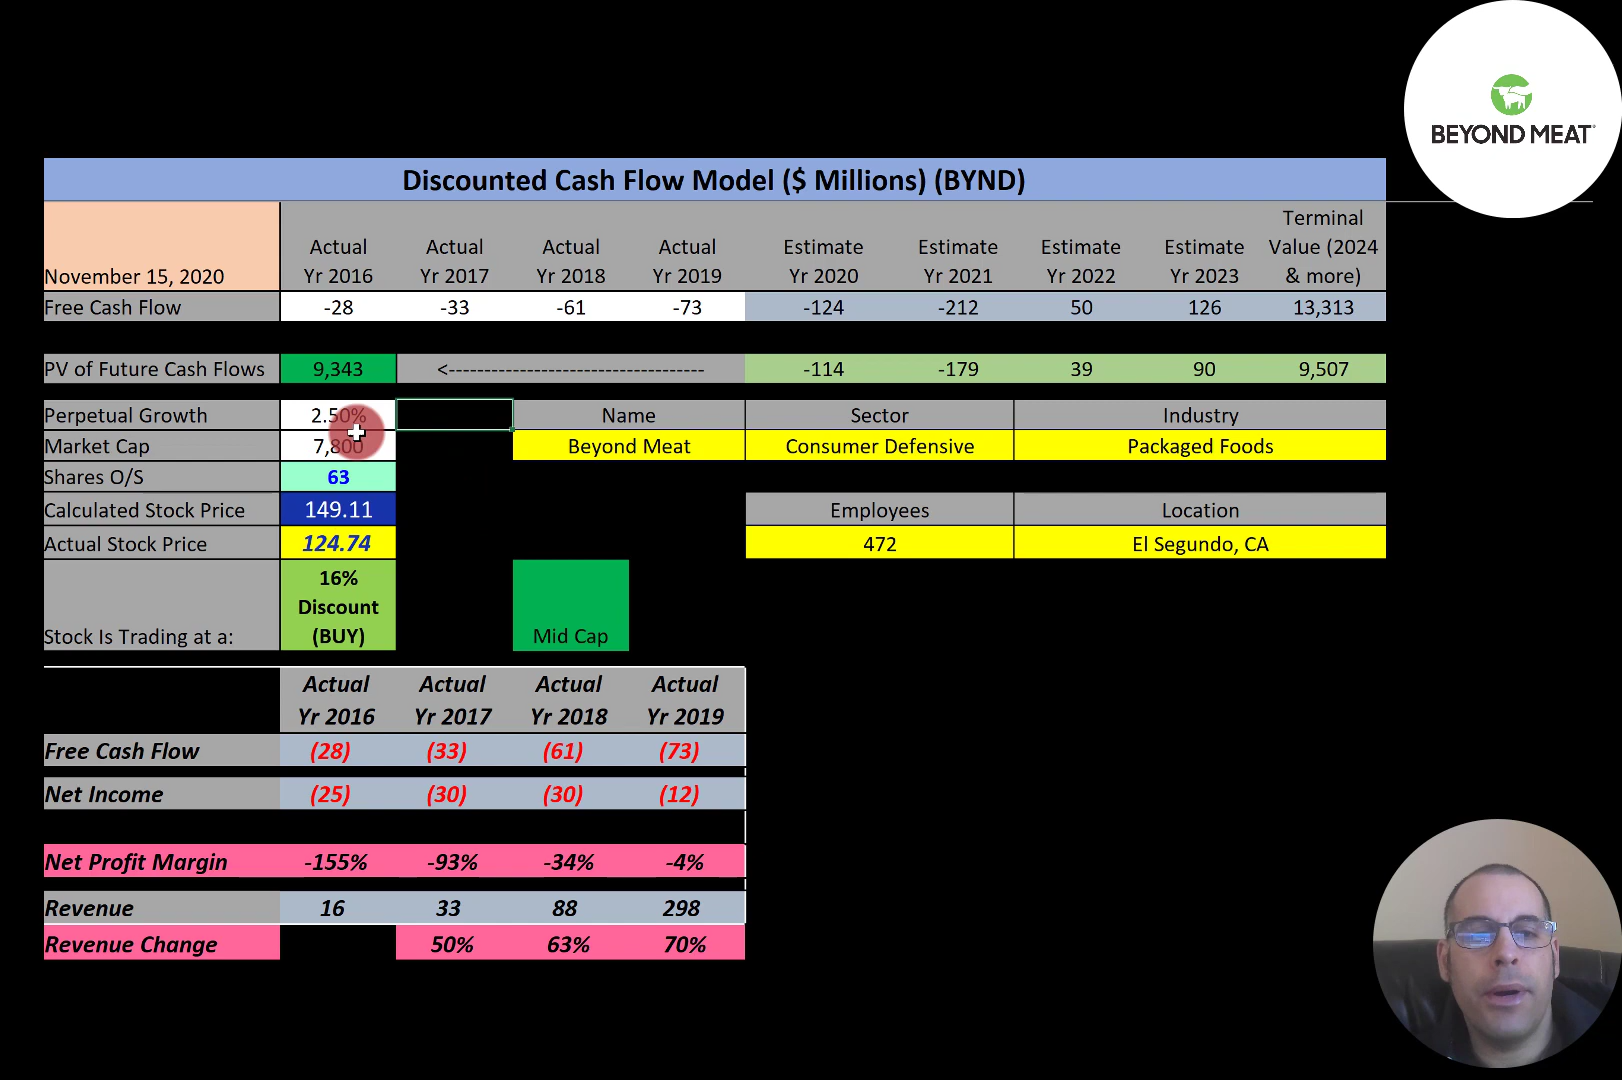 BEYOND MEAT
Discounted Cash Flow Model ($ Millions) (BYND)
November 15, 2020 Actual Yr 2016 Actual Yr 2017 Actual Yr 2018 Actual Yr 2019 Estimate Yr 2020 Estimate Yr 2021 Estimate Yr 2022 Estimate Yr 2023 Terminal Value (2024 & more)
Free Cash Flow -28 -33 -61 -73 -124 -212 50 126 13,313
PV of Future Cash Flows 9,343 <---------------------------------- -114 -179 39 90 9,507
Perpetual Growth 2.50% Name Sector Industry
Market Cap 7,800 Beyond Meat Consumer Defensive Packaged Foods
Shares O/S 63
Calculated Stock Price 149.11 Employees Location
Actual Stock Price 124.74 472 El Segundo, CA
Stock Is Trading at a: 16% Discount (BUY) Mid Cap
Actual Yr 2016 Actual Yr 2017 Actual Yr 2018 Actual Yr 2019
Free Cash Flow (28) (33) (61) (73)
Net Income (25) (30) (30) (12)
Net Profit Margin -155% -93% -34% -4%
Revenue 16 33 88 298
Revenue Change 50% 63% 70%